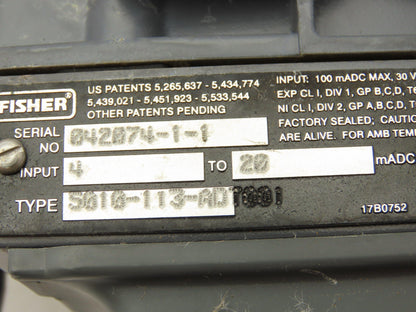 FISHER
US PATENTS 5,265,637 - 5,434,774
5,439,021 - 5,451,923 - 5,533,544
OTHER PATENTS PENDING
INPUT: 100 mADC MAX, 30 V
EXP CL I, DIV 1, GP B,C,D, T6
NI CL I, DIV 2, GP A,B,C,D, T
FACTORY SEALED; CAUTIO
ARE ALIVE. FOR AMB TEMP
SERIAL NO 042074-1-1
INPUT 4 TO 20 mADC
TYPE
17B0752